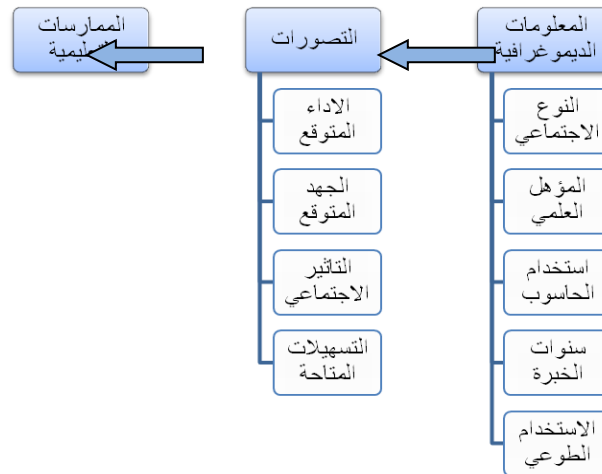 المعلومات
الديموغرافية
النوع
الاجتماعي
المؤهل
العلمي
استخدام
الحاسوب
سنوات
الخبرة
الاستخدام
الطوعي
التصورات
الاداء
المتوقع
الجهد
المتوقع
التأثير
الاجتماعي
التسهيلات
المتاحة
الممارسات